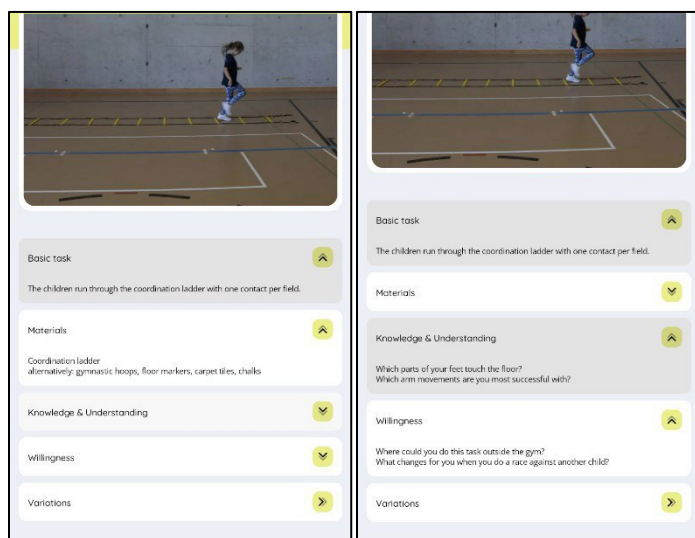 Basic task
The children run through the coordination ladder with one contact per field.
Materials
Coordination ladder
alternatively: gymnastic hoops, floor markers, carpet tiles, chalks
Knowledge & Understanding
Willingness
Variations
Basic task
The children run through the coordination ladder with one contact per field.
Materials
Knowledge & Understanding
Which parts of your feet touch the floor?
Which arm movements are you most successful with?
Willingness
Where could you do this task outside the gym?
What changes for you when you do a race against another child?
Variations